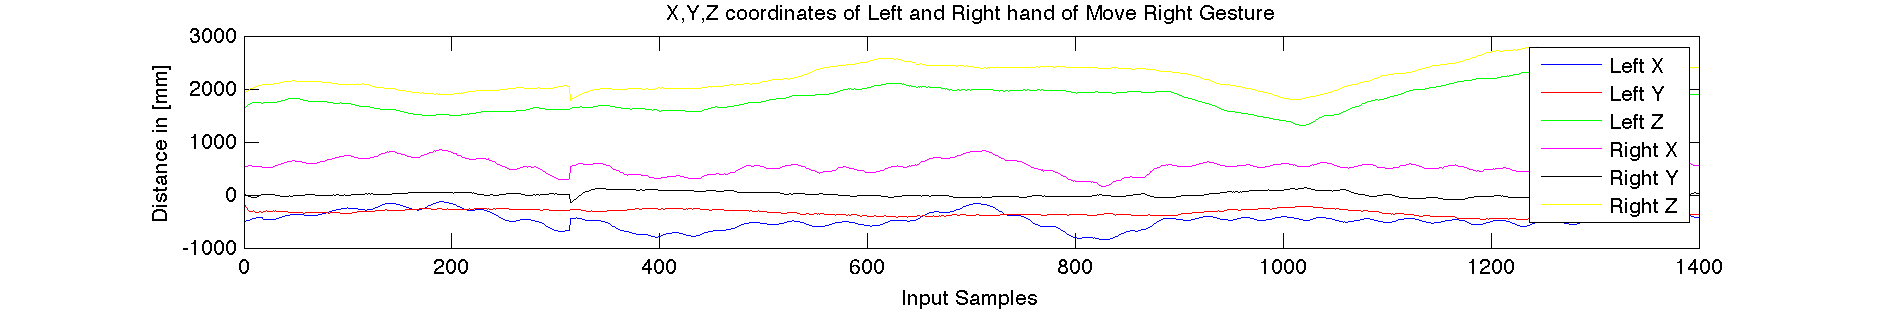 X,Y,Z coordinates of Left and Right hand of Move Right Gesture
3000
2000
1000
0
-1000
Distance in [mm]
0 200 400 600 800 1000 1200 1400
Input Samples
Left X
Left Y
Left Z
Right X
Right Y
Right Z